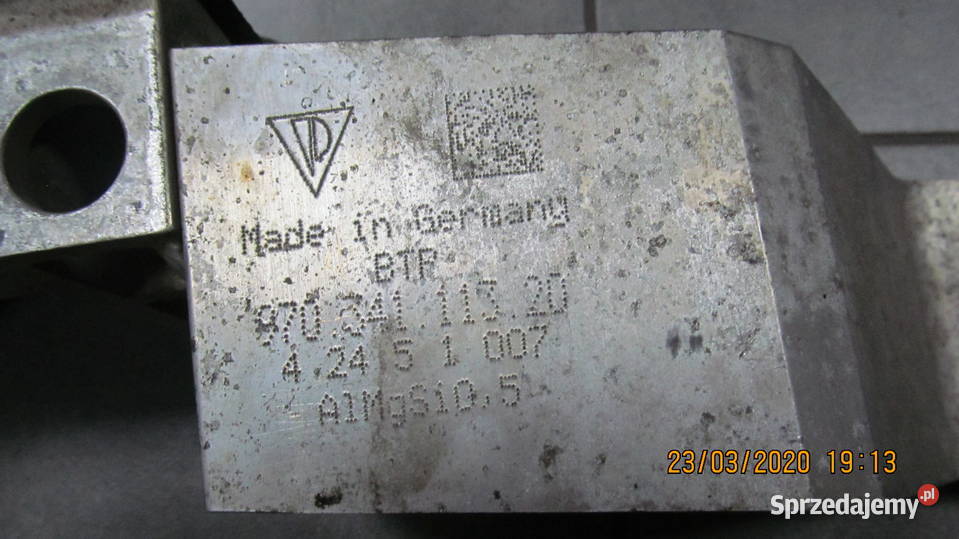 Made in Germany
BTR
970.341.113.20
4 24 5 1 007
AlMgSi0,5
23/03/2020 19:13
Sprzedajemy.pl